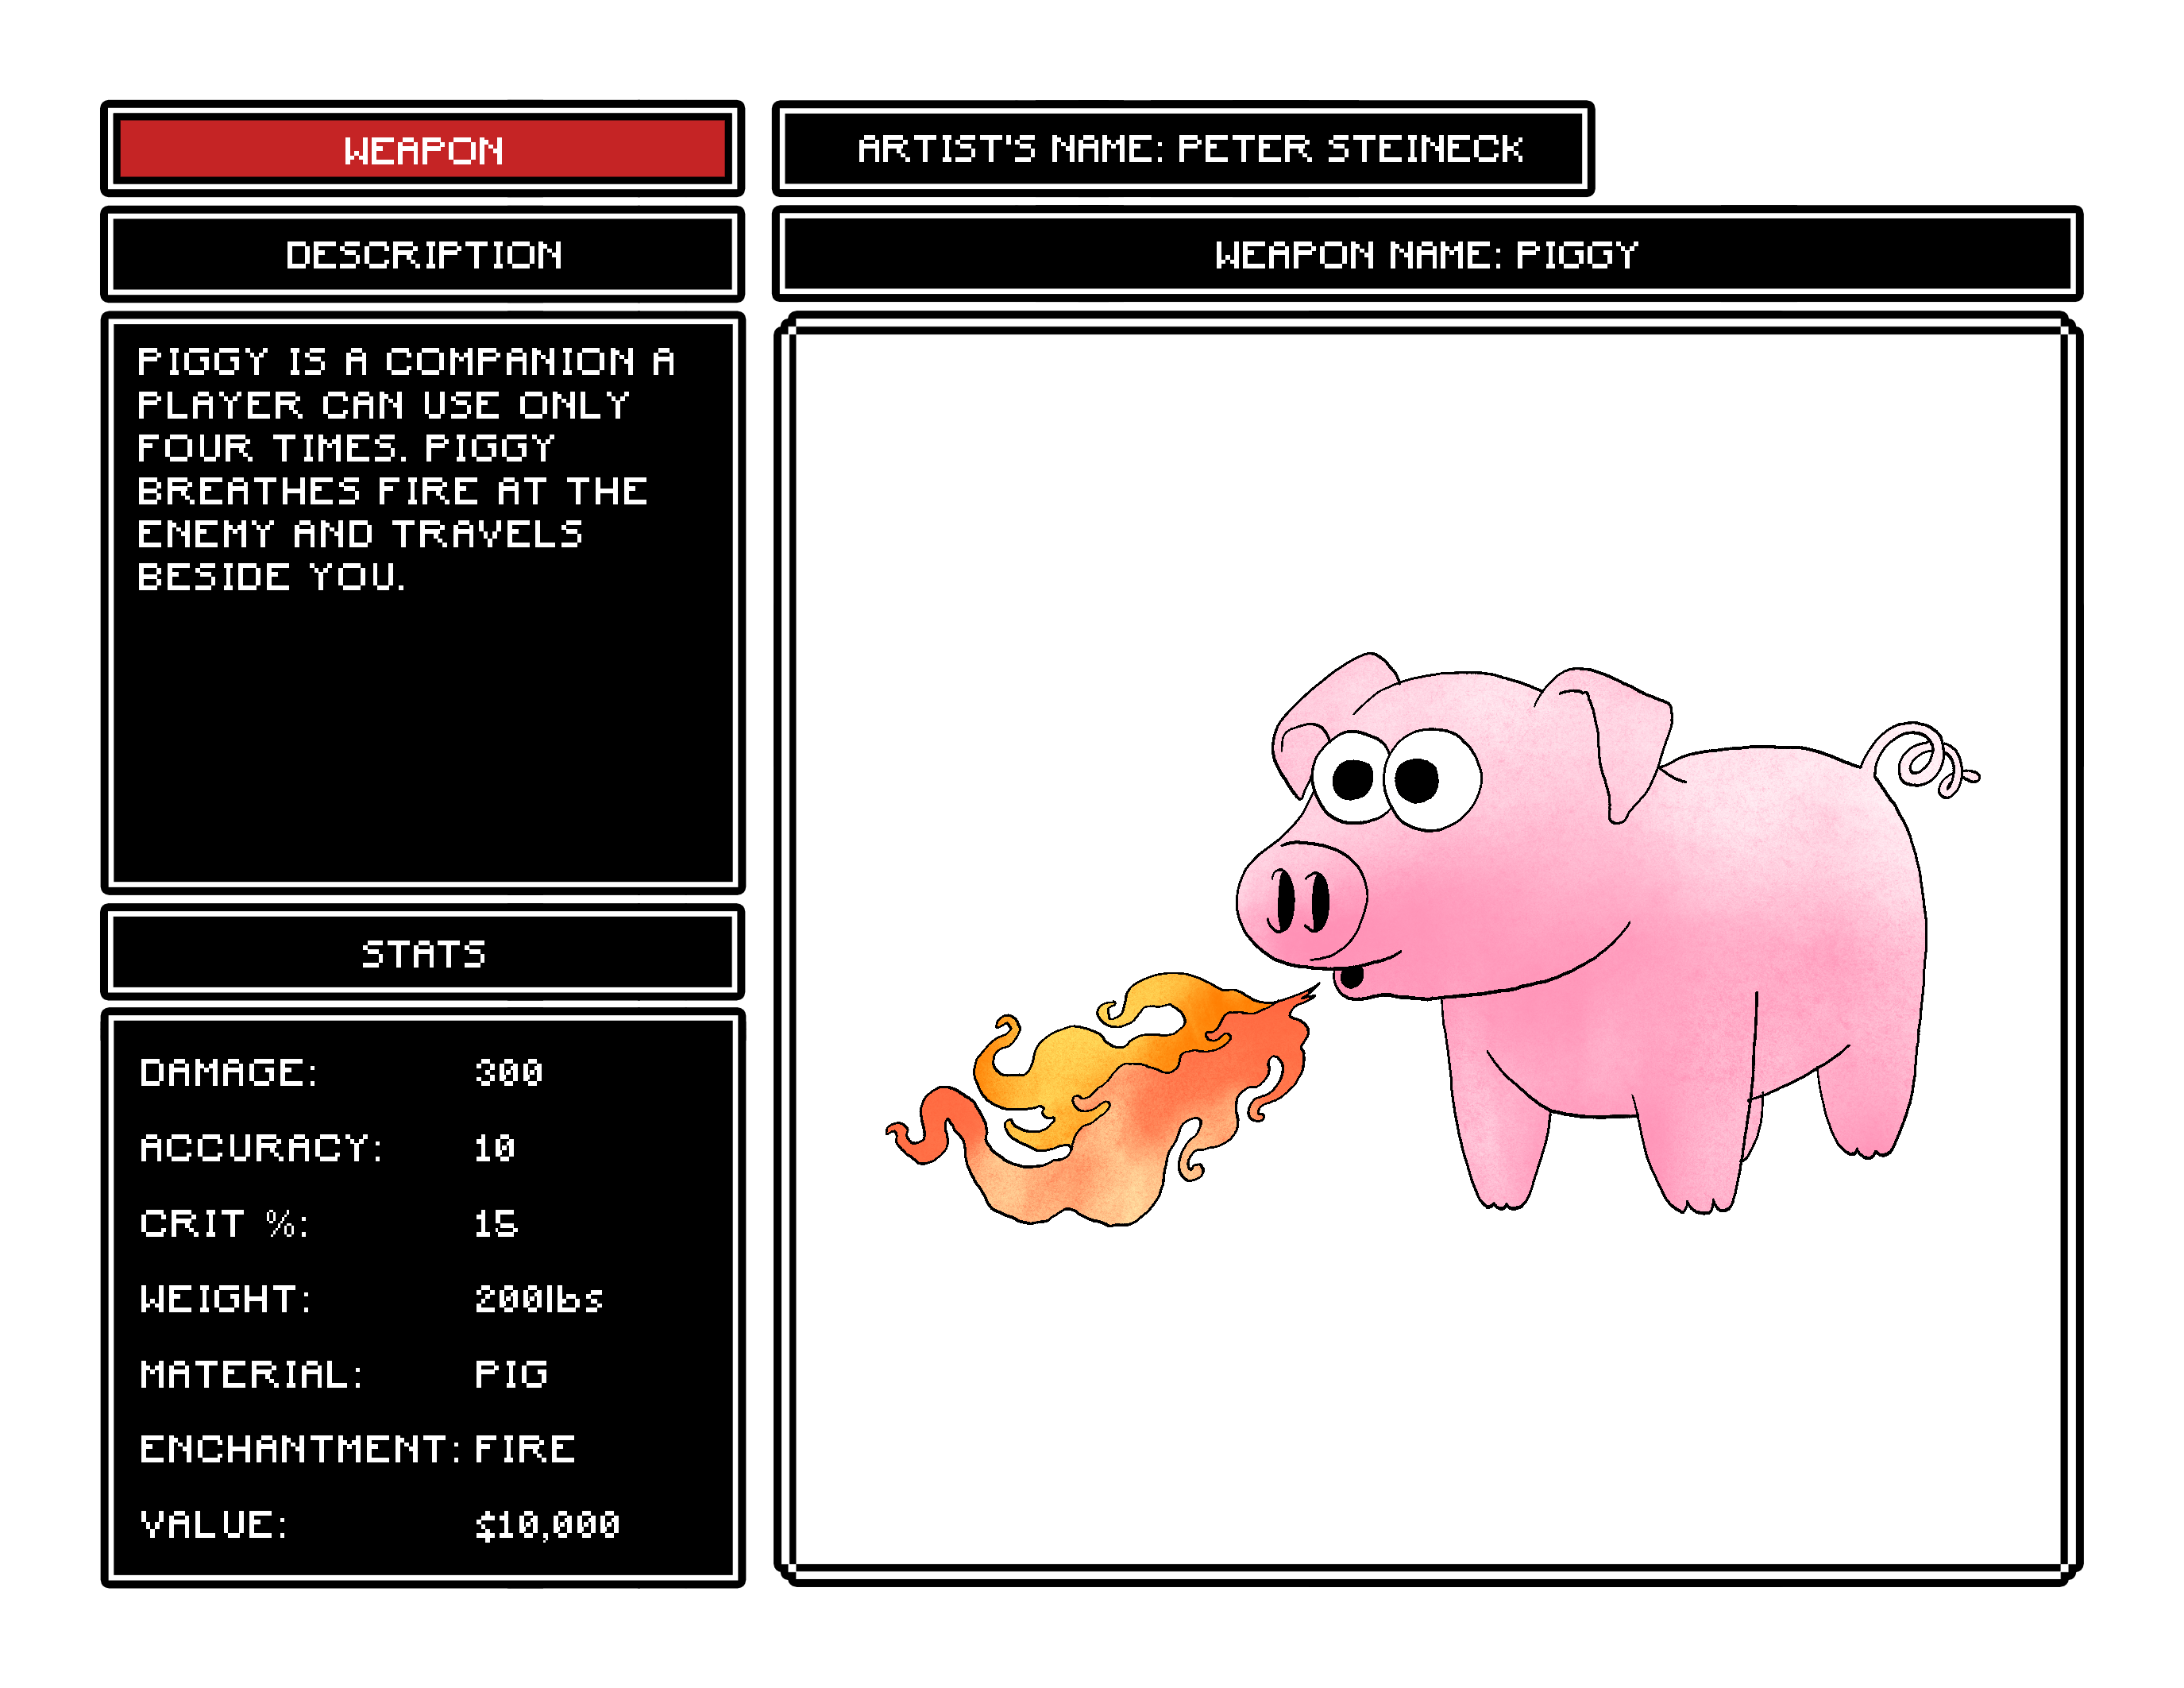 WEAPON
ARTIST'S NAME: PETER STEINECK
DESCRIPTION
WEAPON NAME: PIGGY
PIGGY IS A COMPANION A
PLAYER CAN USE ONLY
FOUR TIMES. PIGGY
BREATHES FIRE AT THE
ENEMY AND TRAVELS
BESIDE YOU.
STATS
DAMAGE: 300
ACCURACY: 10
CRIT %: 15
WEIGHT: 200lbs
MATERIAL: PIG
ENCHANTMENT: FIRE
VALUE: $10,000